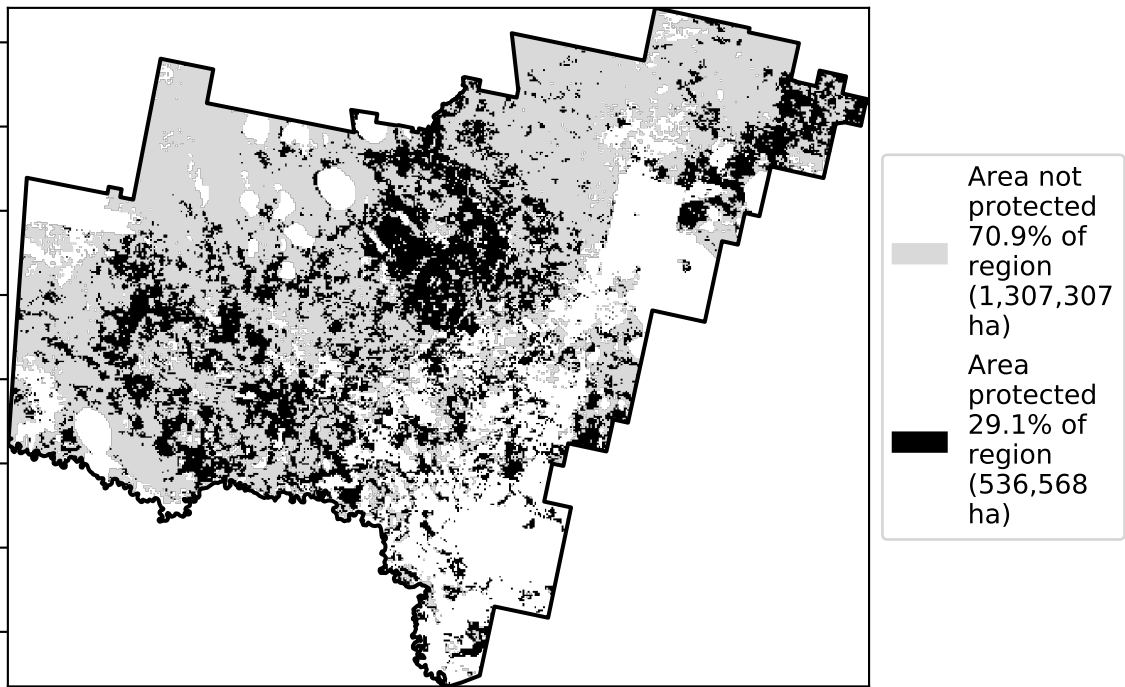 Area not
protected
70.9% of
region
(1,307,307
ha)
Area
protected
29.1% of
region
(536,568
ha)